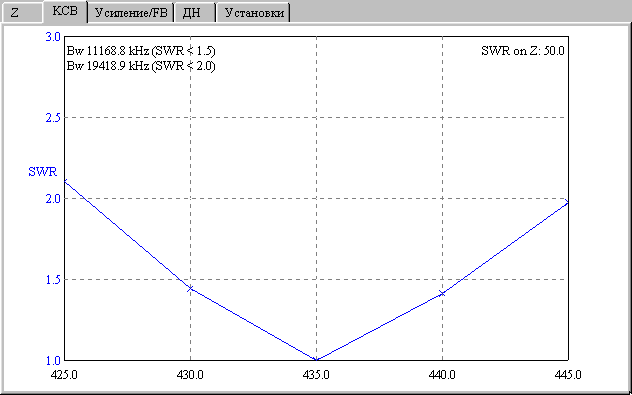 Z КСВ Усиление/FB ДН Установки
3.0
Bw 11168.8 kHz (SWR < 1.5)
SWR on Z: 50.0
Bw 19418.9 kHz (SWR < 2.0)
2.5
SWR
2.0
1.5
1.0
425.0 430.0 435.0 440.0 445.0